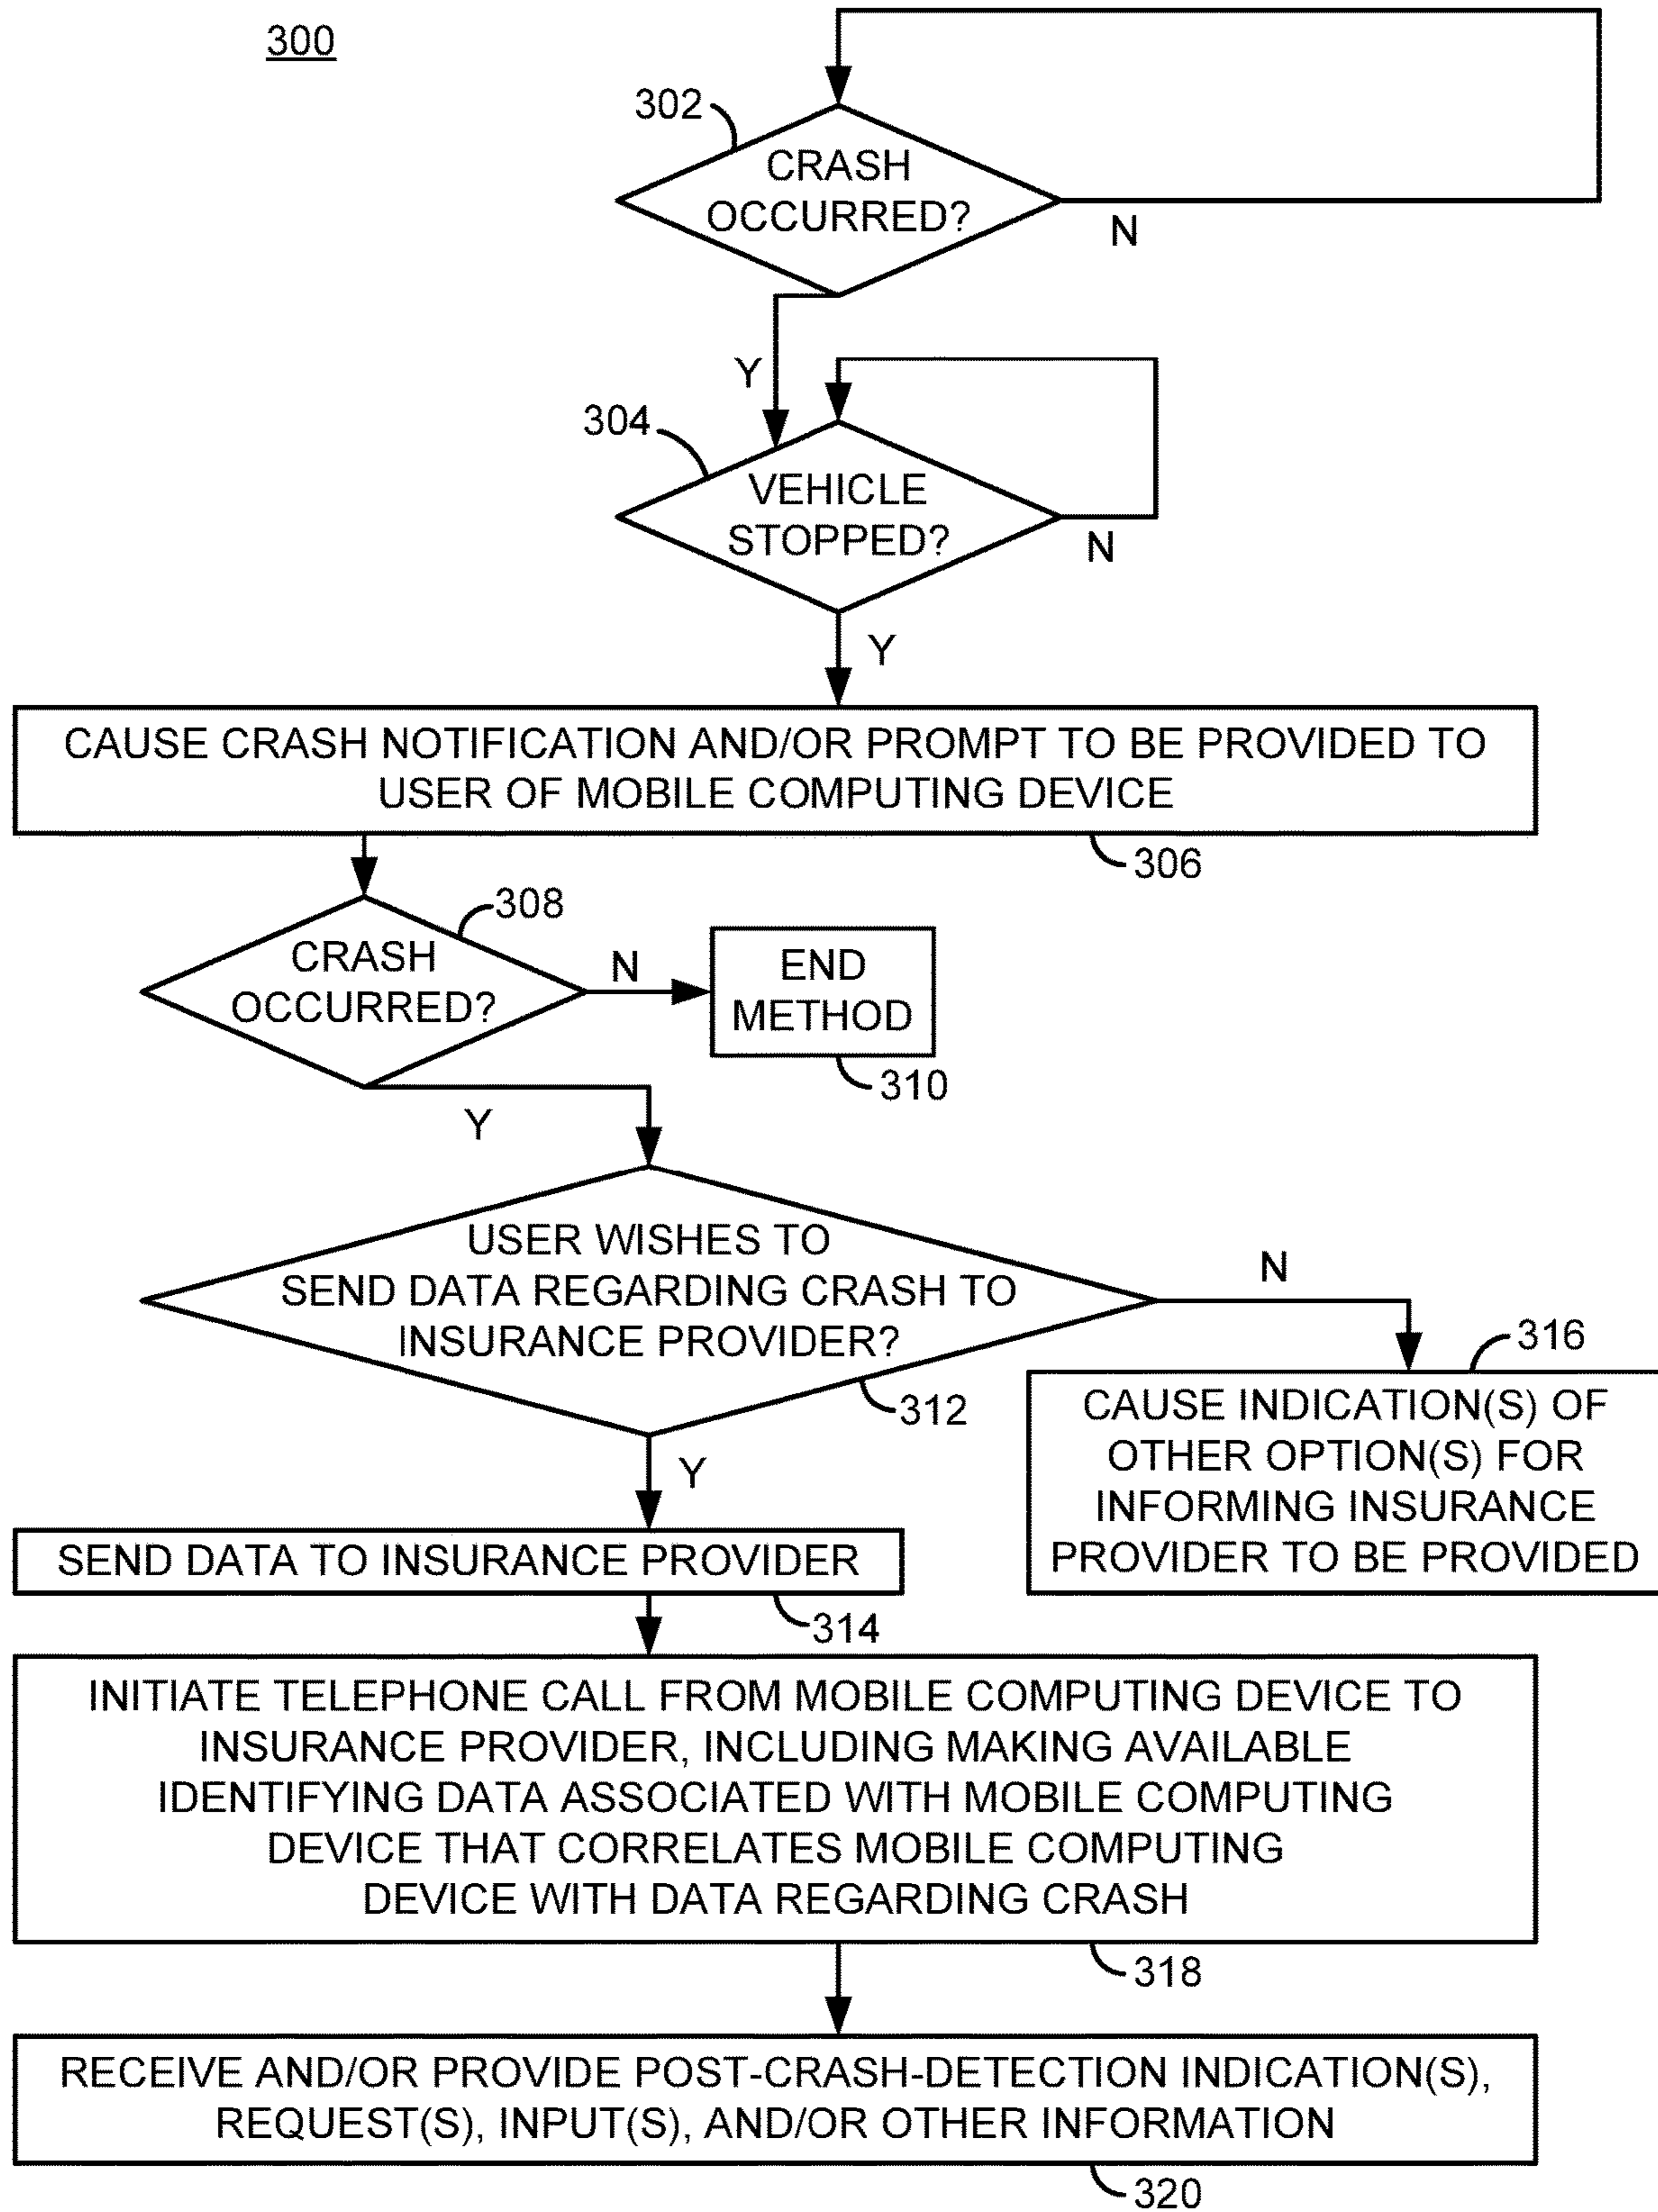 300
302
CRASH
OCCURRED?
N
Y
304
VEHICLE
STOPPED?
N
Y
CAUSE CRASH NOTIFICATION AND/OR PROMPT TO BE PROVIDED TO
USER OF MOBILE COMPUTING DEVICE
306
308
CRASH
OCCURRED?
N
END
METHOD
310
Y
USER WISHES TO
SEND DATA REGARDING CRASH TO
INSURANCE PROVIDER?
N
312
316
CAUSE INDICATION(S) OF
OTHER OPTION(S) FOR
INFORMING INSURANCE
PROVIDER TO BE PROVIDED
Y
SEND DATA TO INSURANCE PROVIDER
314
INITIATE TELEPHONE CALL FROM MOBILE COMPUTING DEVICE TO
INSURANCE PROVIDER, INCLUDING MAKING AVAILABLE
IDENTIFYING DATA ASSOCIATED WITH MOBILE COMPUTING
DEVICE THAT CORRELATES MOBILE COMPUTING
DEVICE WITH DATA REGARDING CRASH
318
RECEIVE AND/OR PROVIDE POST-CRASH-DETECTION INDICATION(S),
REQUEST(S), INPUT(S), AND/OR OTHER INFORMATION
320